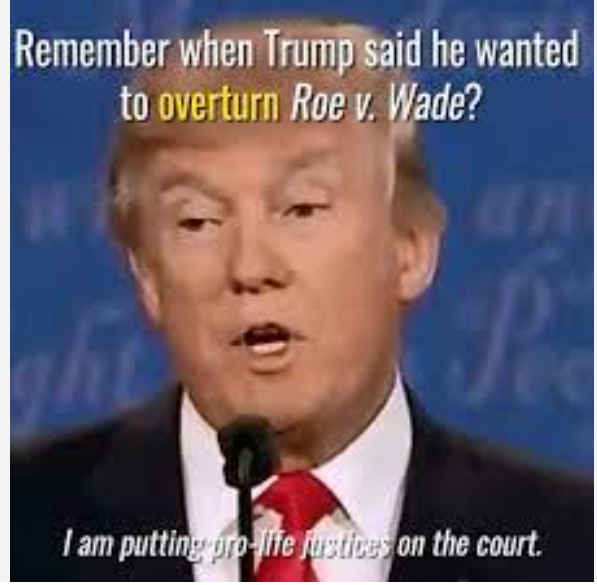 Remember when Trump said he wanted
to overturn Roe v. Wade?
I am putting pro-life justices on the court.